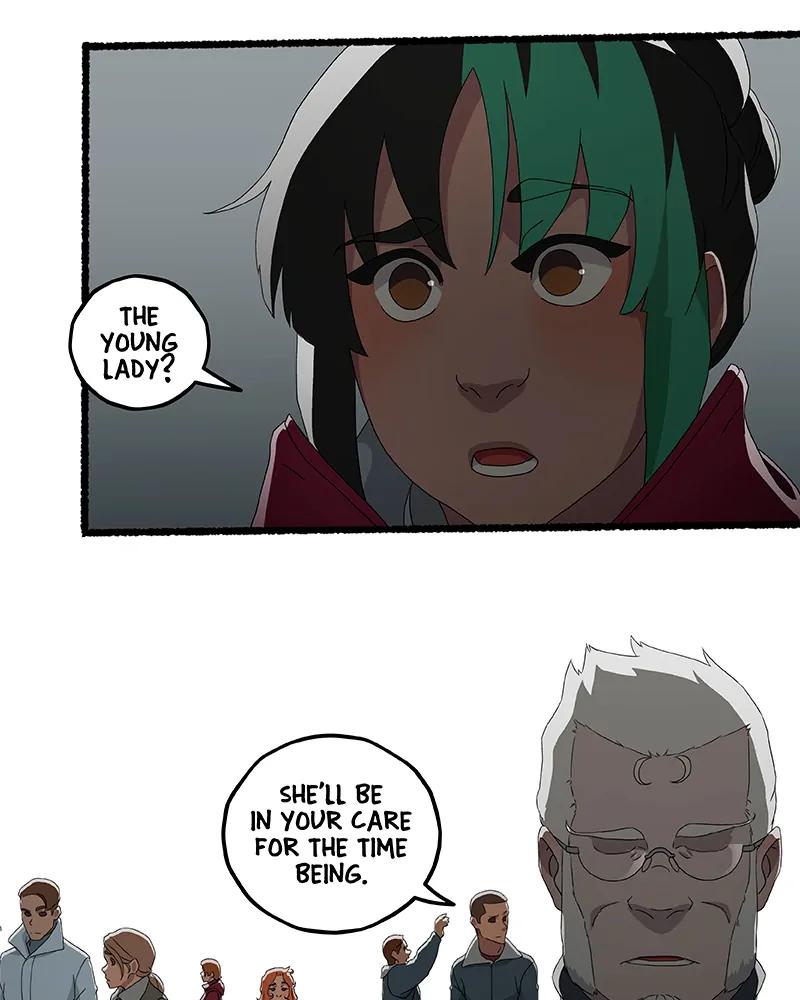 THE
YOUNG
LADY?
SHE'LL BE
IN YOUR CARE
FOR THE TIME
BEING.